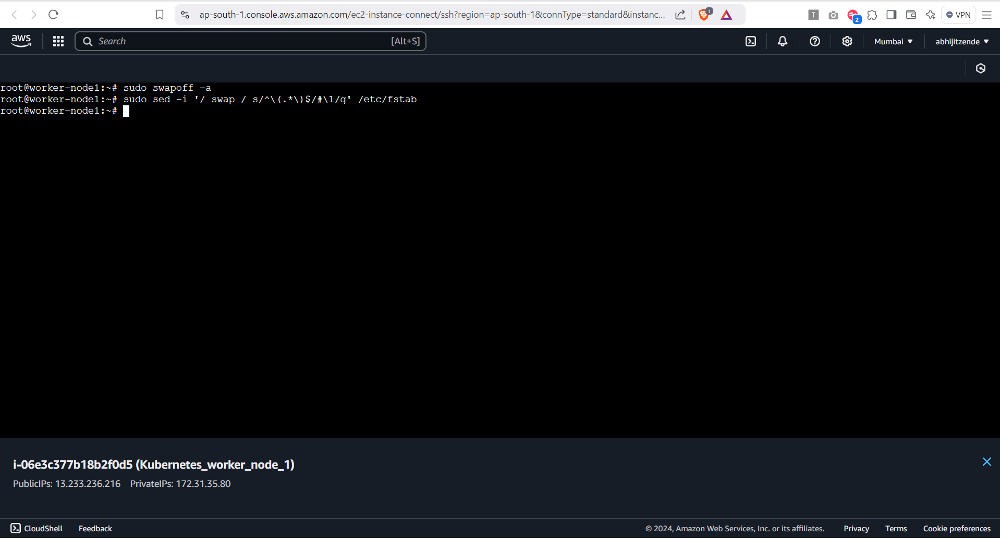 ap-south-1.console.aws.amazon.com/ec2-instance-connect/ssh?region=ap-south-1&connType=standard&instanc...
1
T
2
VPN
aws
Search
[Alt+S]
Mumbai
abhijitzende
root@worker-node1:~# sudo swapoff -a
root@worker-node1:~# sudo sed -i '/ swap / s/^\(.*\)$/#\1/g' /etc/fstab
root@worker-node1:~#
i-06e3c377b18b2f0d5 (Kubernetes_worker_node_1)
PublicIPs: 13.233.236.216 PrivateIPs: 172.31.35.80
CloudShell Feedback © 2024, Amazon Web Services, Inc. or its affiliates. Privacy Terms Cookie preferences